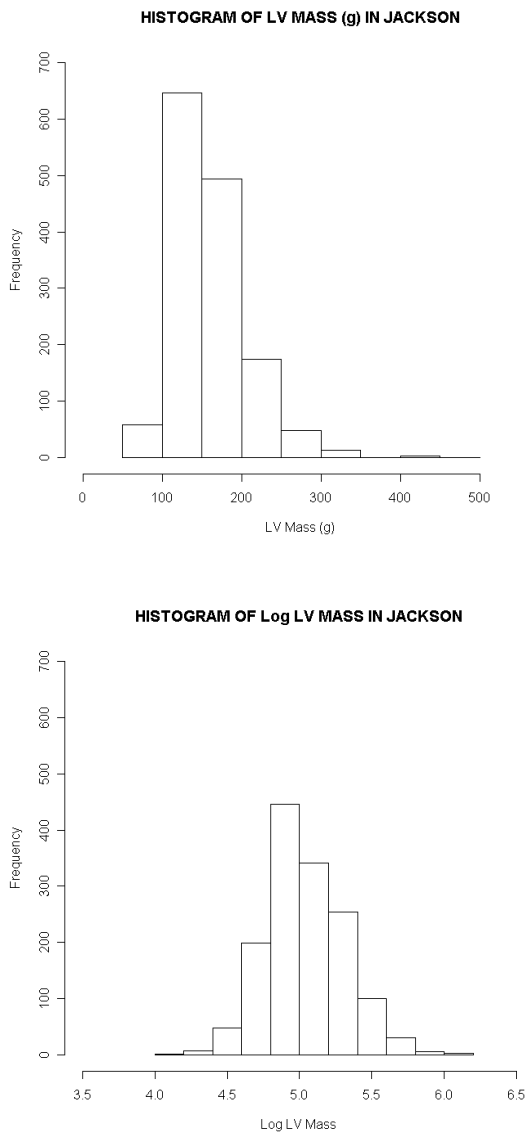 HISTOGRAM OF LV MASS (g) IN JACKSON
700
600
500
400
300
200
100
0
Frequency
0 100 200 300 400 500
LV Mass (g)
HISTOGRAM OF Log LV MASS IN JACKSON
700
600
500
400
300
200
100
0
Frequency
3.5 4.0 4.5 5.0 5.5 6.0 6.5
Log LV Mass